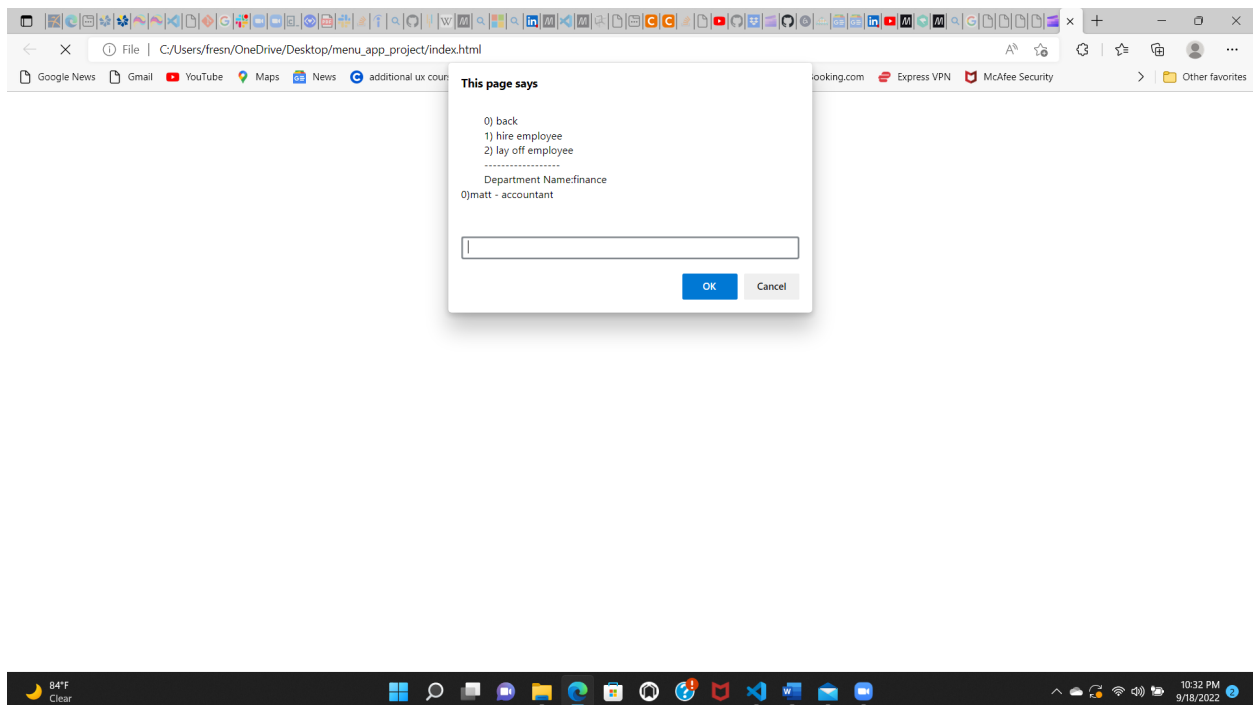 File | C:/Users/fresn/OneDrive/Desktop/menu_app_project/index.html
Google News Gmail YouTube Maps News additional ux cour
ooking.com Express VPN McAfee Security Other favorites
This page says
0) back
1) hire employee
2) lay off employee
------------------
Department Name:finance
0)matt - accountant
OK Cancel
84°F
Clear
10:32 PM
9/18/2022
2